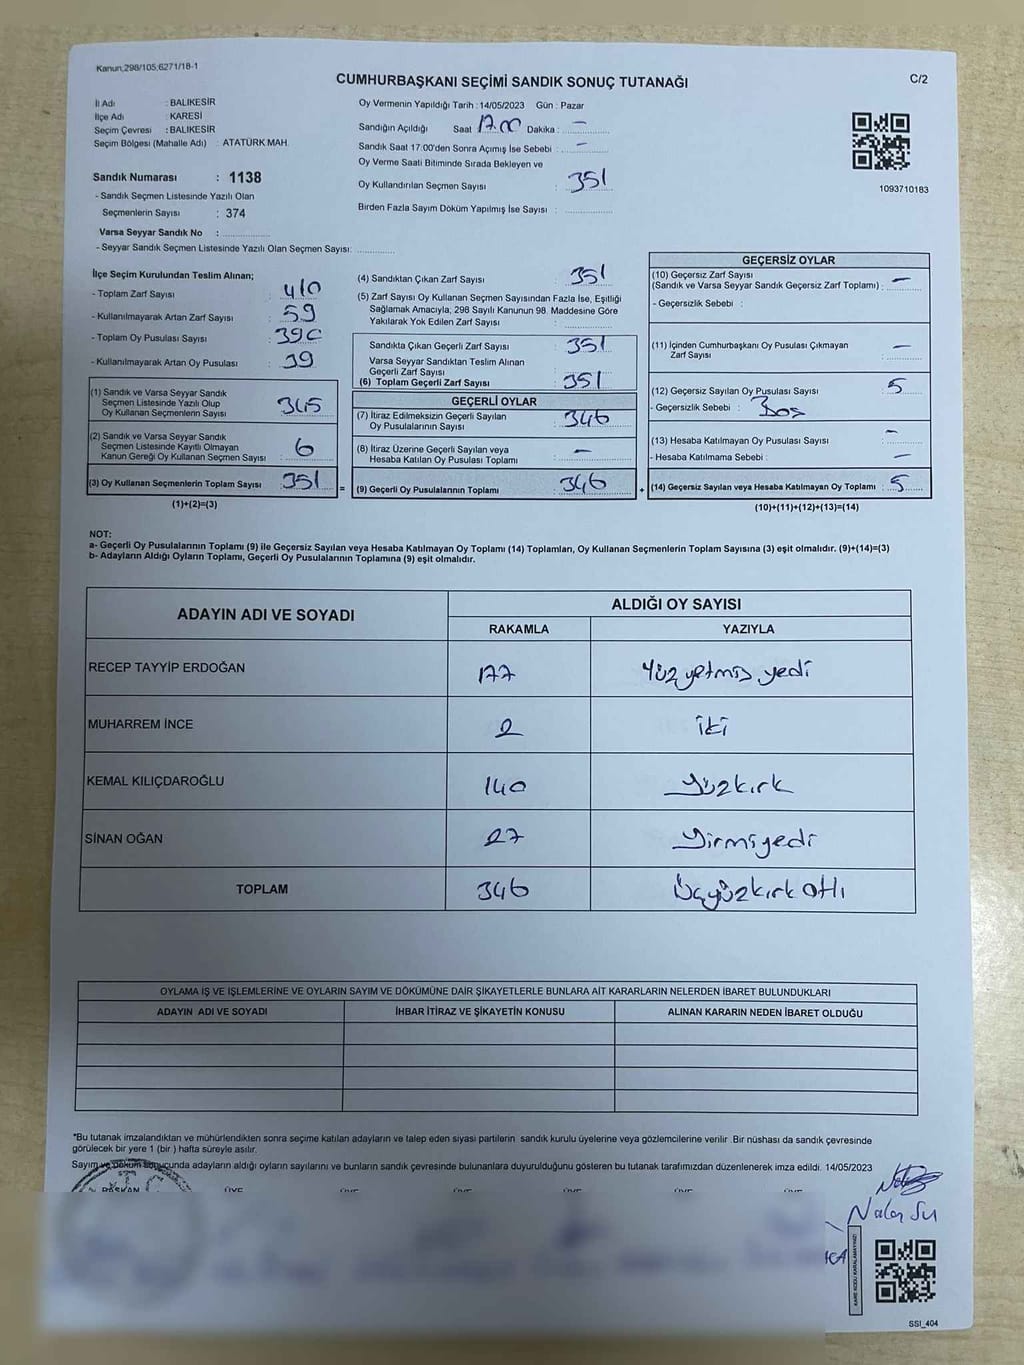 Kanun,298/105;6271/18-1
CUMHURBAŞKANI SEÇİMİ SANDIK SONUÇ TUTANAĞI
C/2
İl Adı : BALIKESİR
İlçe Adı : KARESİ
Seçim Çevresi : BALIKESİR
Seçim Bölgesi (Mahalle Adı) : ATATÜRK MAH.
Sandık Numarası : 1138
- Sandık Seçmen Listesinde Yazılı Olan
Seçmenlerin Sayısı : 374
Varsa Seyyar Sandık No :
- Seyyar Sandık Seçmen Listesinde Yazılı Olan Seçmen Sayısı:
Oy Vermenin Yapıldığı Tarih : 14/05/2023 Gün : Pazar
Sandığın Açıldığı Saat 17.00 Dakika : —
Sandık Saat 17:00'den Sonra Açımış İse Sebebi : —
Oy Verme Saati Bitiminde Sırada Bekleyen ve
Oy Kullandırılan Seçmen Sayısı : 351
Birden Fazla Sayım Döküm Yapılmış İse Sayısı :
1093710183
İlçe Seçim Kurulundan Teslim Alınan;
- Toplam Zarf Sayısı : 410
- Kullanılmayarak Artan Zarf Sayısı : 59
- Toplam Oy Pusulası Sayısı : 390
- Kullanılmayarak Artan Oy Pusulası : 39
(1) Sandık ve Varsa Seyyar Sandık
Seçmen Listesinde Yazılı Olup
Oy Kullanan Seçmenlerin Sayısı : 345
(2) Sandık ve Varsa Seyyar Sandık
Seçmen Listesinde Kayıtlı Olmayan
Kanun Gereği Oy Kullanan Seçmen Sayısı : 6
(3) Oy Kullanan Seçmenlerin Toplam Sayısı : 351
(1)+(2)=(3)
(4) Sandıktan Çıkan Zarf Sayısı : 351
(5) Zarf Sayısı Oy Kullanan Seçmen Sayısından Fazla İse, Eşitliği
Sağlamak Amacıyla; 298 Sayılı Kanunun 98. Maddesine Göre
Yakılarak Yok Edilen Zarf Sayısı :
Sandıkta Çıkan Geçerli Zarf Sayısı : 351
Varsa Seyyar Sandıktan Teslim Alınan
Geçerli Zarf Sayısı :
(6) Toplam Geçerli Zarf Sayısı : 351
GEÇERLİ OYLAR
(7) İtiraz Edilmeksizin Geçerli Sayılan
Oy Pusulalarının Sayısı : 346
(8) İtiraz Üzerine Geçerli Sayılan veya
Hesaba Katılan Oy Pusulası Toplamı : —
= (9) Geçerli Oy Pusulalarının Toplamı : 346
GEÇERSİZ OYLAR
(10) Geçersiz Zarf Sayısı
(Sandık ve Varsa Seyyar Sandık Geçersiz Zarf Toplamı) : —
- Geçersizlik Sebebi :
(11) İçinden Cumhurbaşkanı Oy Pusulası Çıkmayan
Zarf Sayısı : —
(12) Geçersiz Sayılan Oy Pusulası Sayısı : 5
- Geçersizlik Sebebi : Boş
(13) Hesaba Katılmayan Oy Pusulası Sayısı : —
- Hesaba Katılmama Sebebi : —
+ (14) Geçersiz Sayılan veya Hesaba Katılmayan Oy Toplamı : 5
(10)+(11)+(12)+(13)=(14)
NOT:
a- Geçerli Oy Pusulalarının Toplamı (9) ile Geçersiz Sayılan veya Hesaba Katılmayan Oy Toplamı (14) Toplamları, Oy Kullanan Seçmenlerin Toplam Sayısına (3) eşit olmalıdır. (9)+(14)=(3)
b- Adayların Aldığı Oyların Toplamı, Geçerli Oy Pusulalarının Toplamına (9) eşit olmalıdır.
ADAYIN ADI VE SOYADI ALDIĞI OY SAYISI
RAKAMLA YAZIYLA
RECEP TAYYİP ERDOĞAN 177 Yüz yetmiş yedi
MUHARREM İNCE 2 iki
KEMAL KILIÇDAROĞLU 140 Yüzkırk
SİNAN OĞAN 27 Yirmiyedi
TOPLAM 346 Üçyüzkırk altı
OYLAMA İŞ VE İŞLEMLERİNE VE OYLARIN SAYIM VE DÖKÜMÜNE DAİR ŞİKAYETLERLE BUNLARA AİT KARARLARIN NELERDEN İBARET BULUNDUKLARI
ADAYIN ADI VE SOYADI İHBAR İTİRAZ VE ŞİKAYETİN KONUSU ALINAN KARARIN NEDEN İBARET OLDUĞU
*Bu tutanak imzalandıktan ve mühürlendikten sonra seçime katılan adayların ve talep eden siyasi partilerin sandık kurulu üyelerine veya gözlemcilerine verilir .Bir nüshası da sandık çevresinde
görülecek bir yere 1 (bir ) hafta süreyle asılır.
Sayım ve döküm sonucunda adayların aldığı oyların sayılarını ve bunların sandık çevresinde bulunanlara duyurulduğunu gösteren bu tutanak tarafımızdan düzenlenerek imza edildi. 14/05/2023
BAŞKAN ÜYE ÜYE ÜYE ÜYE ÜYE ÜYE
KARE KODU KARALAMAYINIZ!
SSI_404